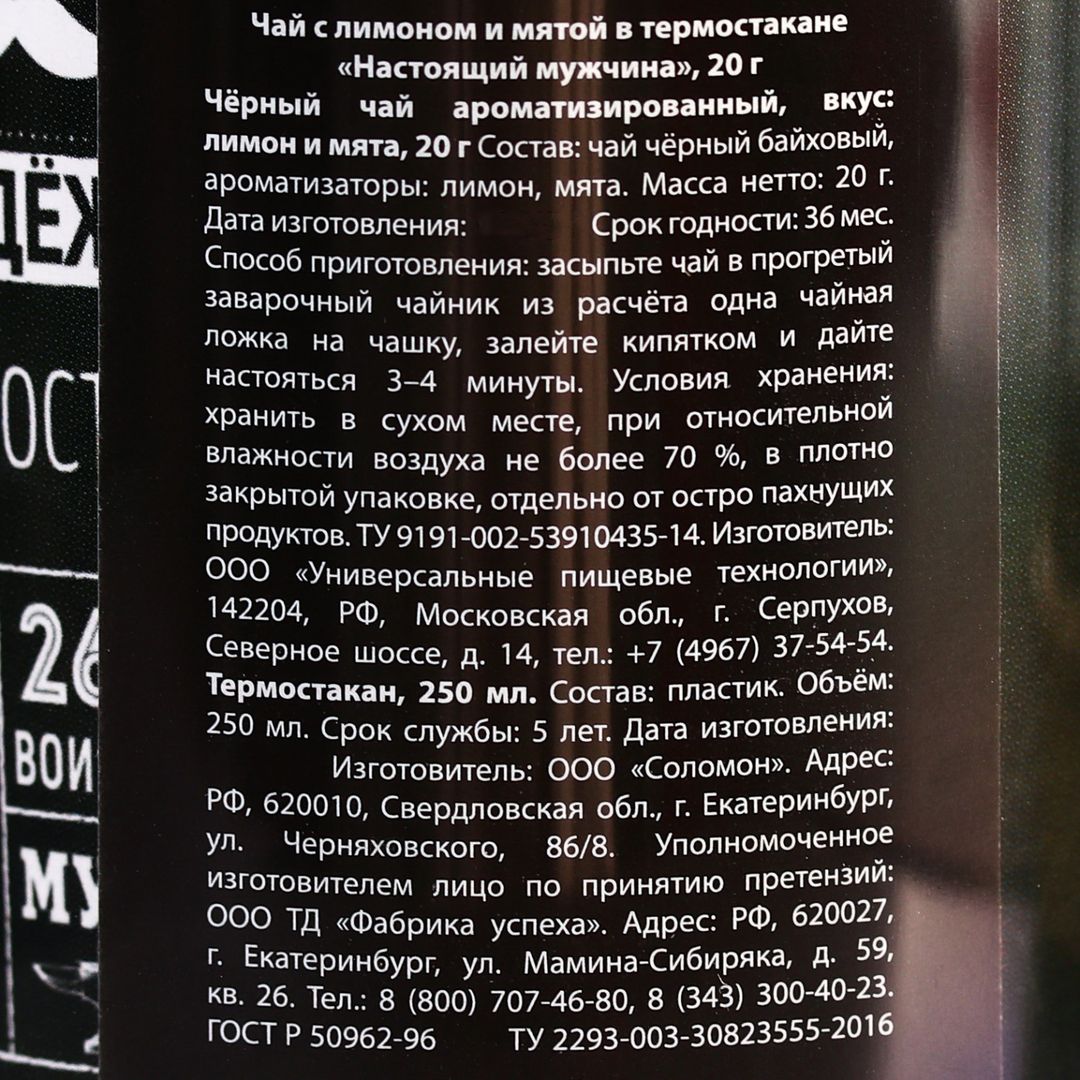 Чай с лимоном и мятой в термостакане
«Настоящий мужчина», 20 г
Чёрный чай ароматизированный, вкус:
лимон и мята, 20 г Состав: чай чёрный байховый,
ароматизаторы: лимон, мята. Масса нетто: 20 г.
Дата изготовления: Срок годности: 36 мес.
Способ приготовления: засыпьте чай в прогретый
заварочный чайник из расчёта одна чайная
ложка на чашку, залейте кипятком и дайте
настояться 3–4 минуты. Условия хранения:
хранить в сухом месте, при относительной
влажности воздуха не более 70 %, в плотно
закрытой упаковке, отдельно от остро пахнущих
продуктов. ТУ 9191-002-53910435-14. Изготовитель:
ООО «Универсальные пищевые технологии»,
142204, РФ, Московская обл., г. Серпухов,
Северное шоссе, д. 14, тел.: +7 (4967) 37-54-54.
Термостакан, 250 мл. Состав: пластик. Объём:
250 мл. Срок службы: 5 лет. Дата изготовления:
Изготовитель: ООО «Соломон». Адрес:
РФ, 620010, Свердловская обл., г. Екатеринбург,
ул. Черняховского, 86/8. Уполномоченное
изготовителем лицо по принятию претензий:
ООО ТД «Фабрика успеха». Адрес: РФ, 620027,
г. Екатеринбург, ул. Мамина-Сибиряка, д. 59,
кв. 26. Тел.: 8 (800) 707-46-80, 8 (343) 300-40-23.
ГОСТ Р 50962-96 ТУ 2293-003-30823555-2016